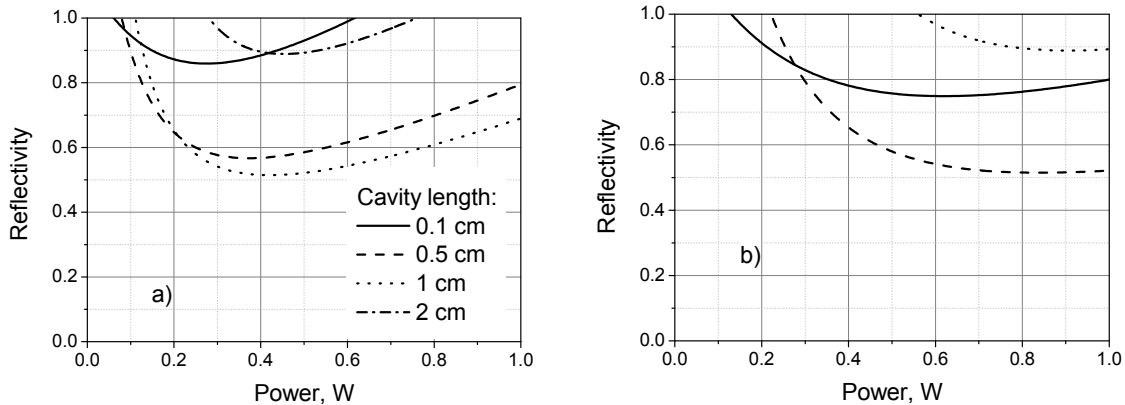 1.0
0.8
0.6
0.4
0.2
0.0
Reflectivity
0.0 0.2 0.4 0.6 0.8 1.0
Power, W
a)
Cavity length:
0.1 cm
0.5 cm
1 cm
2 cm
1.0
0.8
0.6
0.4
0.2
0.0
Reflectivity
0.0 0.2 0.4 0.6 0.8 1.0
Power, W
b)